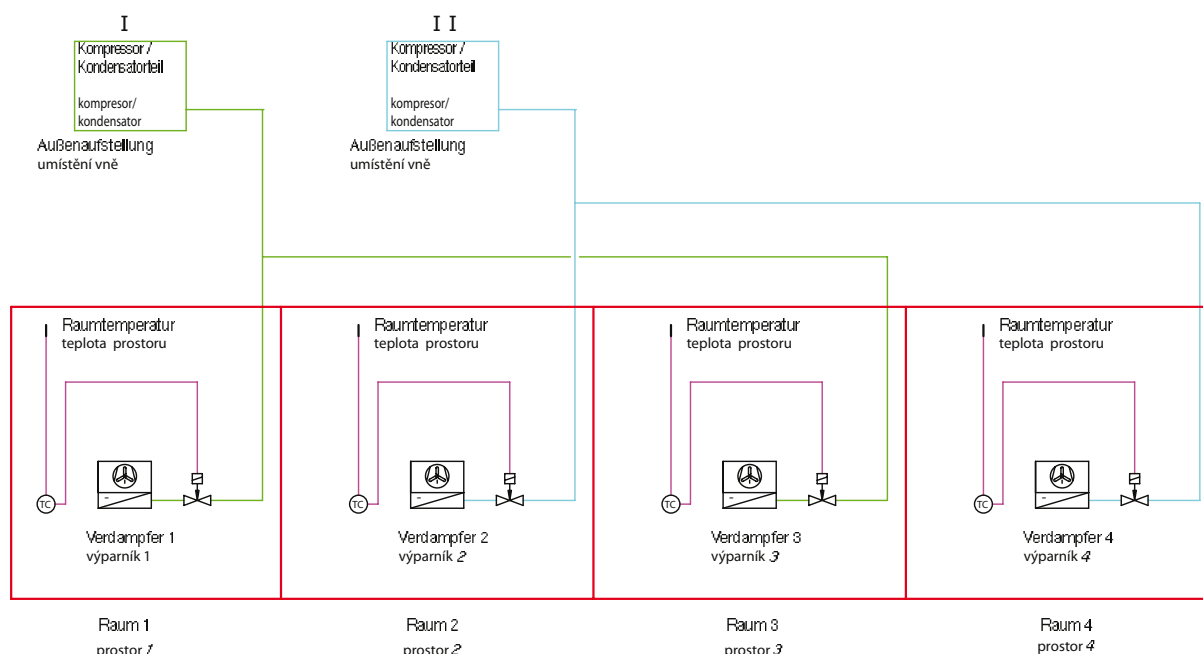 I
I I
Kompressor /
Kondensatorteil
kompresor/
kondensator
Außenaufstellung
umístění vně
Kompressor /
Kondensatorteil
kompresor/
kondensator
Außenaufstellung
umístění vně
Raumtemperatur
teplota prostoru
TC
Verdampfer 1
výparník 1
Raumtemperatur
teplota prostoru
TC
Verdampfer 2
výparník 2
Raumtemperatur
teplota prostoru
TC
Verdampfer 3
výparník 3
Raumtemperatur
teplota prostoru
TC
Verdampfer 4
výparník 4
Raum 1
prostor 1
Raum 2
prostor 2
Raum 3
prostor 3
Raum 4
prostor 4